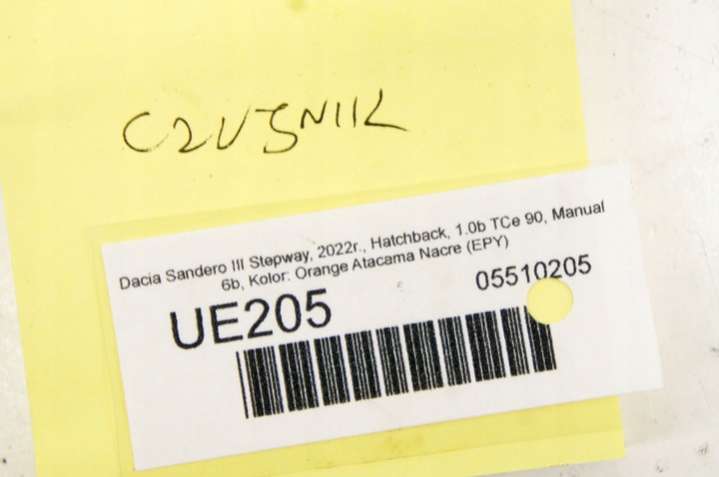 CZUJNIK
Dacia Sandero III Stepway, 2022r., Hatchback, 1.0b TCe 90, Manual
6b, Kolor: Orange Atacama Nacre (EPY)
UE205
05510205